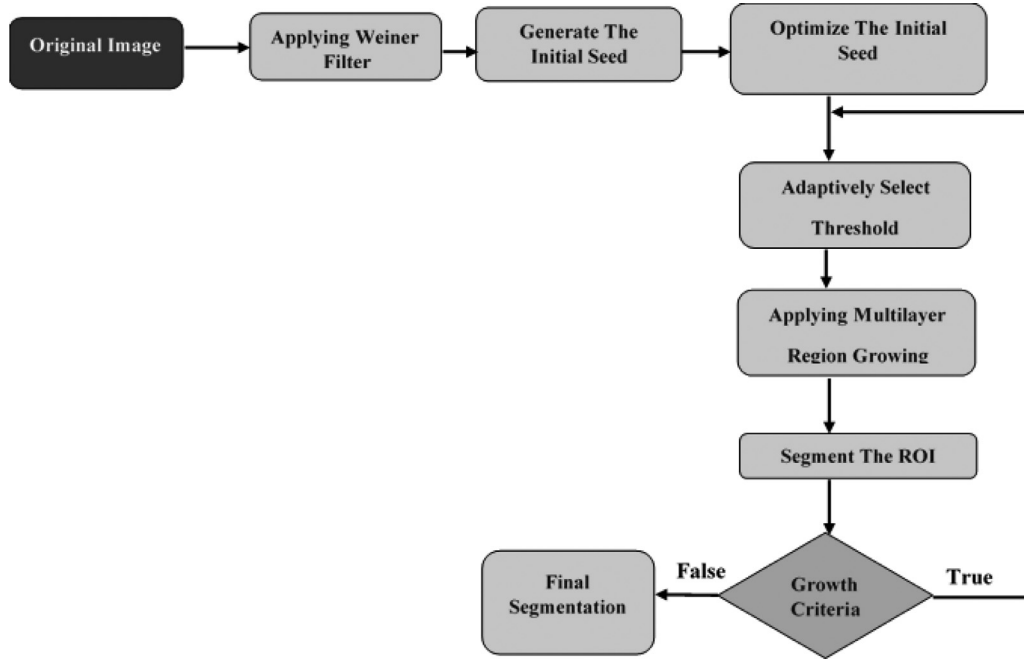 Original Image
Applying Weiner
Filter
Generate The
Initial Seed
Optimize The Initial
Seed
Adaptively Select
Threshold
Applying Multilayer
Region Growing
Segment The ROI
Growth
Criteria
True
False
Final
Segmentation